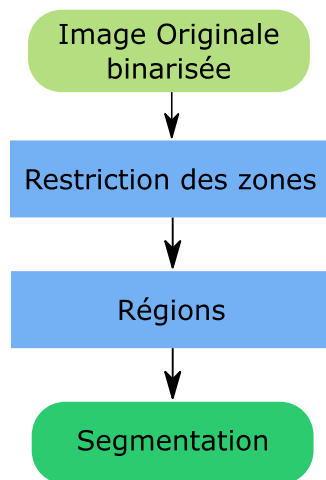 Image Originale
binarisée
Restriction des zones
Régions
Segmentation